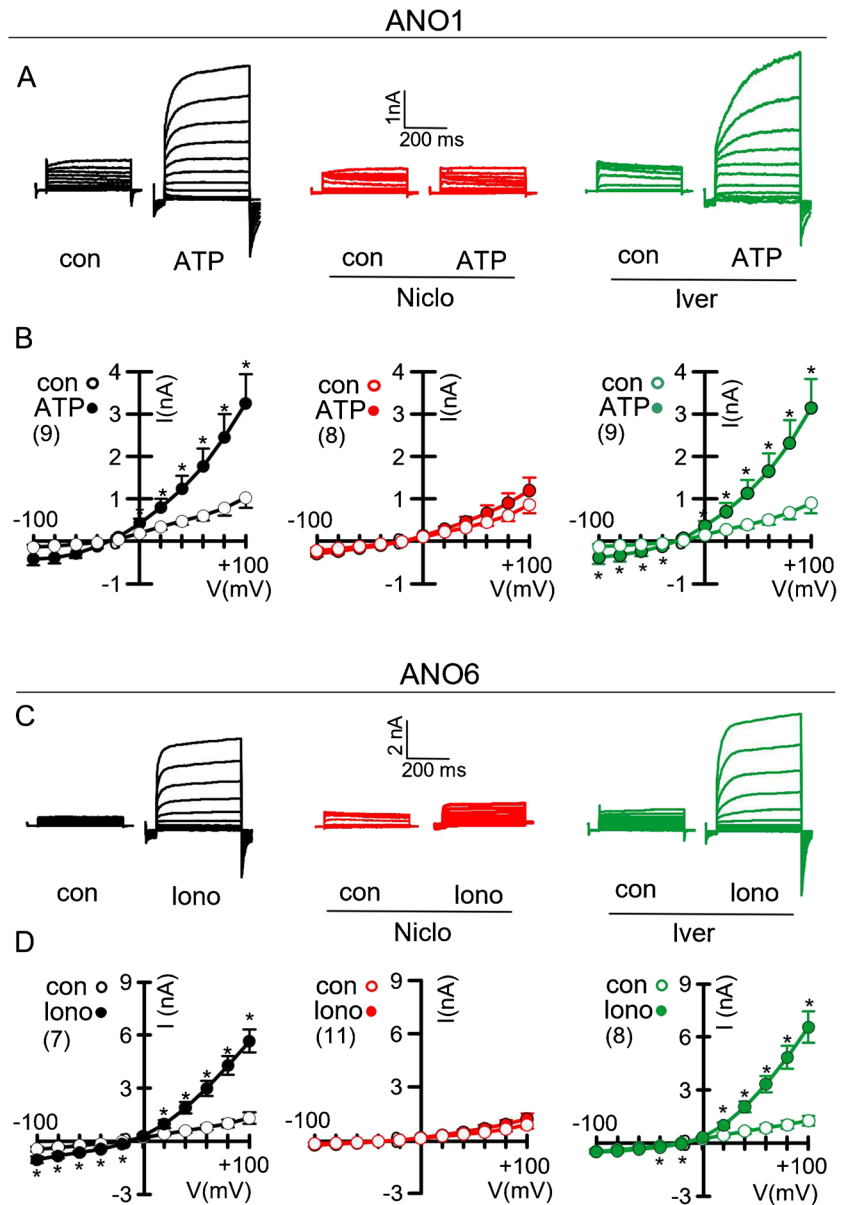 ANO1
A
1nA
200 ms
con
ATP
con
ATP
Niclo
con
ATP
Iver
B
con
ATP
(9)
I(nA)
4
3
2
1
-1
-100
+100
V(mV)
* * * * * *
con
ATP
(8)
I(nA)
4
3
2
1
-1
-100
+100
V(mV)
con
ATP
(9)
I(nA)
4
3
2
1
-1
-100
+100
V(mV)
* * * * * *
* * * *
ANO6
C
2 nA
200 ms
con
Iono
con
Iono
Niclo
con
Iono
Iver
D
con
Iono
(7)
I (nA)
9
6
3
-3
-100
+100
V(mV)
* * * * *
* * * * *
con
Iono
(11)
I(nA)
9
6
3
-3
-100
+100
V(mV)
con
Iono
(8)
I (nA)
9
6
3
-3
-100
+100
V(mV)
* * * * *
* *